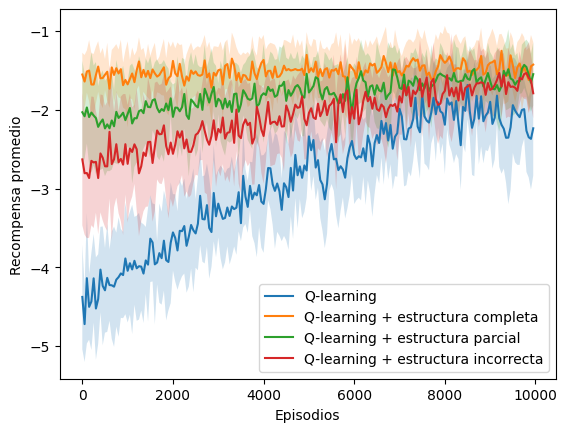 Recompensa promedio
−1
−2
−3
−4
−5
0
2000
4000
6000
8000
10000
Episodios
Q-learning
Q-learning + estructura completa
Q-learning + estructura parcial
Q-learning + estructura incorrecta